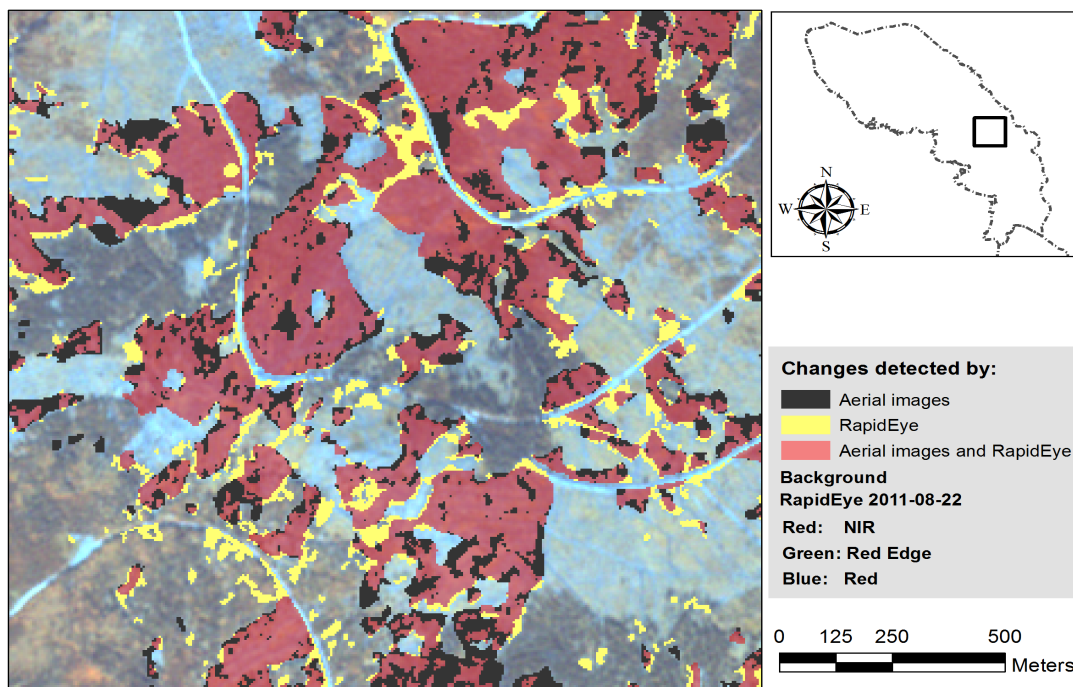 N
W E
S
Changes detected by:
Aerial images
RapidEye
Aerial images and RapidEye
Background
RapidEye 2011-08-22
Red: NIR
Green: Red Edge
Blue: Red
0 125 250 500
Meters